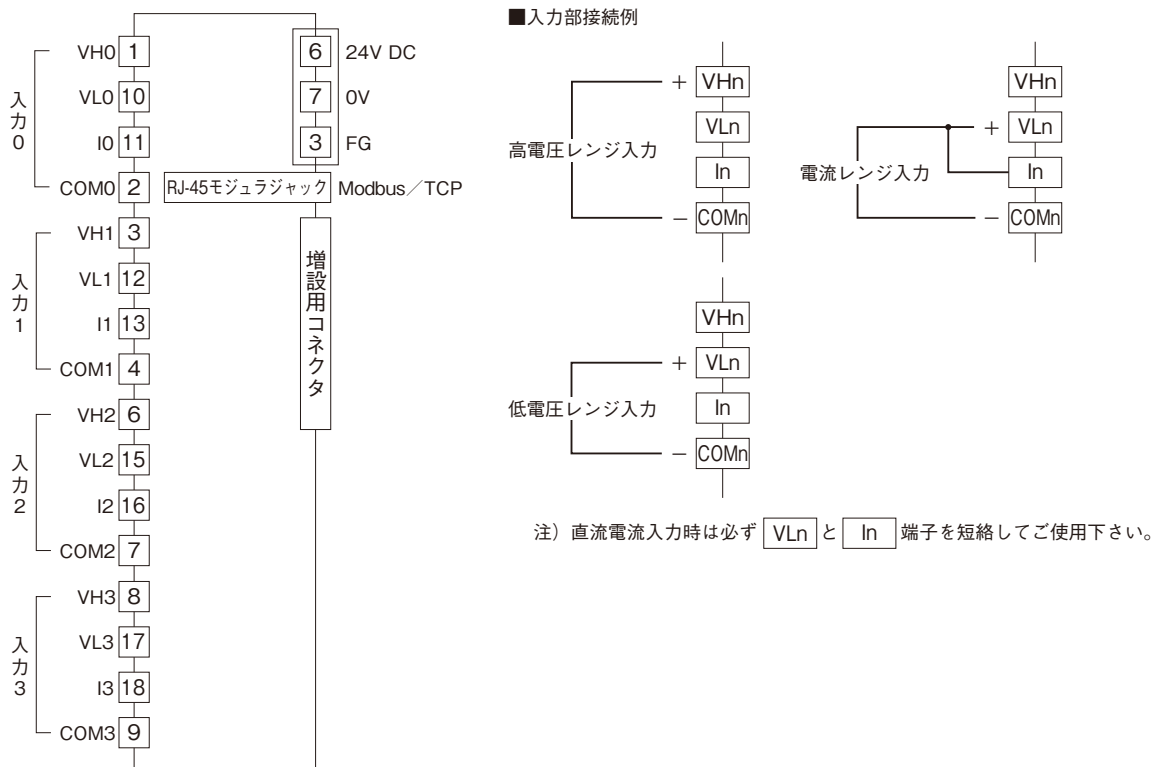 入力0
VH0 1
VL0 10
I0 11
COM0 2
入力1
VH1 3
VL1 12
I1 13
COM1 4
入力2
VH2 6
VL2 15
I2 16
COM2 7
入力3
VH3 8
VL3 17
I3 18
COM3 9
6 24V DC
7 0V
3 FG
RJ-45モジュラジャック Modbus／TCP
増設用コネクタ
■入力部接続例
高電圧レンジ入力
+ VHn
VLn
In
− COMn
電流レンジ入力
VHn
+ VLn
In
− COMn
低電圧レンジ入力
VHn
+ VLn
In
− COMn
注）直流電流入力時は必ず VLn と In 端子を短絡してご使用下さい。